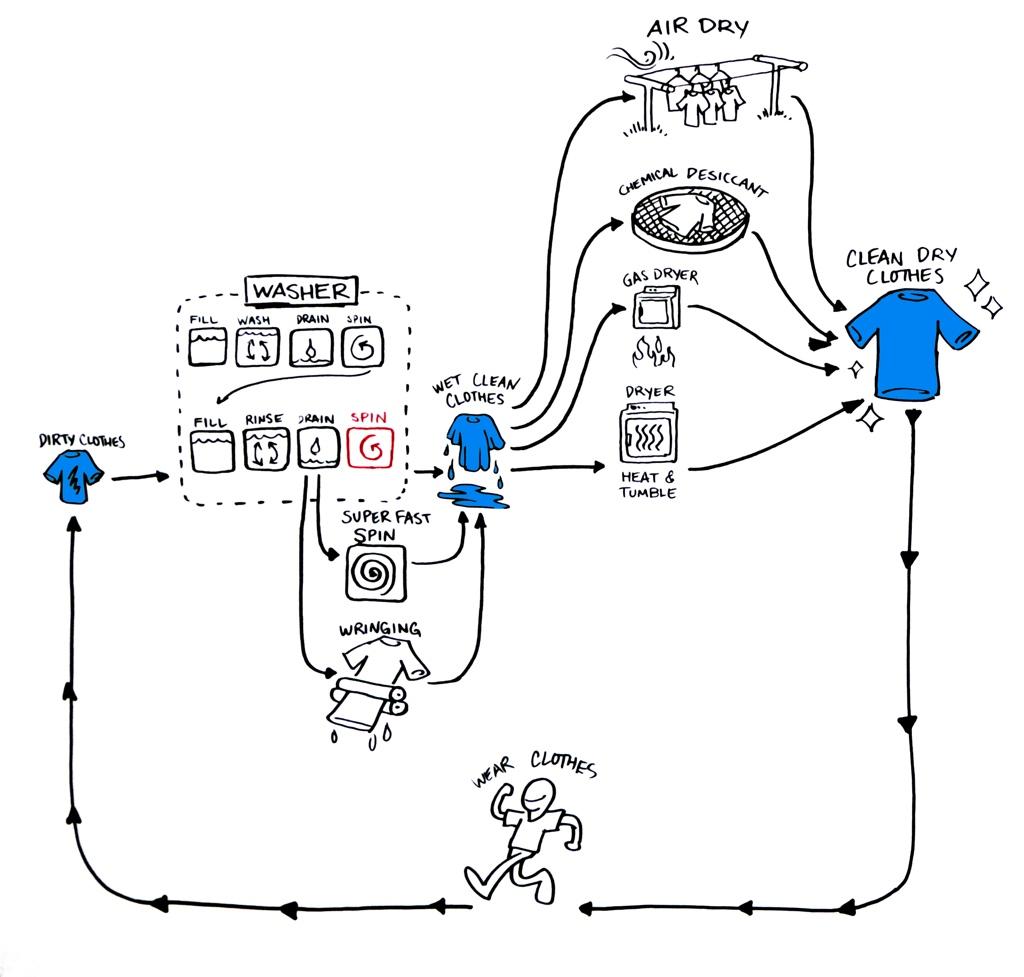 AIR DRY
CHEMICAL DESICCANT
GAS DRYER
CLEAN DRY
CLOTHES
WASHER
FILL
WASH
DRAIN
SPIN
FILL
RINSE
DRAIN
SPIN
WET CLEAN
CLOTHES
DRYER
HEAT &
TUMBLE
DIRTY CLOTHES
SUPER FAST
SPIN
WRINGING
WEAR CLOTHES